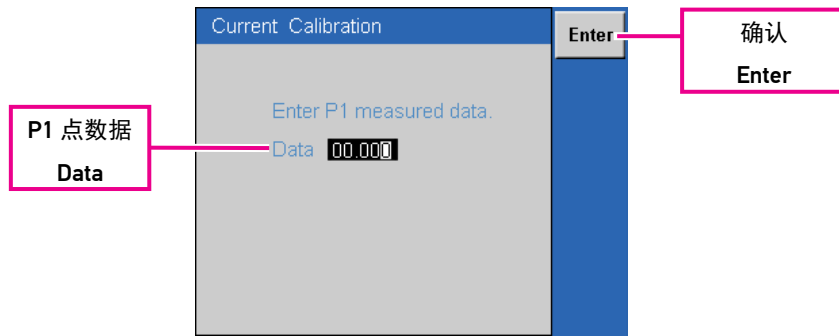 Current Calibration
Enter
确认
Enter
Enter P1 measured data.
P1 点数据
Data
Data 00.000